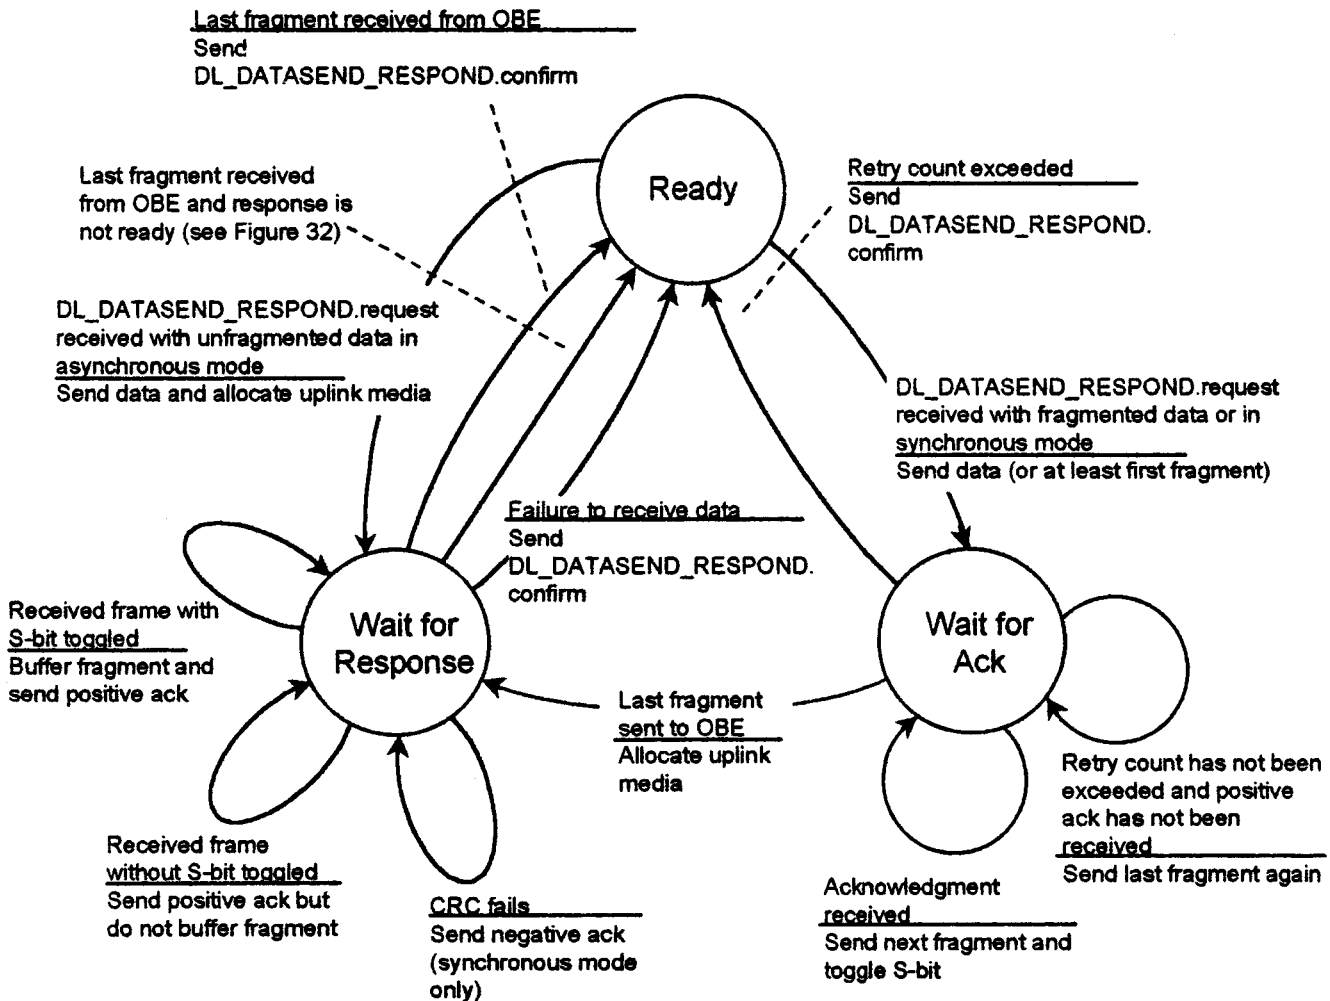 Last fragment received from OBE
Send
DL_DATASEND_RESPOND.confirm
Last fragment received
from OBE and response is
not ready (see Figure 32)
Ready
Retry count exceeded
Send
DL_DATASEND_RESPOND.
confirm
DL_DATASEND_RESPOND.request
received with unfragmented data in
asynchronous mode
Send data and allocate uplink media
DL_DATASEND_RESPOND.request
received with fragmented data or in
synchronous mode
Send data (or at least first fragment)
Failure to receive data
Send
DL_DATASEND_RESPOND.
confirm
Received frame with
S-bit toggled
Buffer fragment and
send positive ack
Wait for
Response
Wait for
Ack
Last fragment
sent to OBE
Allocate uplink
media
Retry count has not been
exceeded and positive
ack has not been
received
Send last fragment again
Received frame
without S-bit toggled
Send positive ack but
do not buffer fragment
CRC fails
Send negative ack
(synchronous mode
only)
Acknowledgment
received
Send next fragment and
toggle S-bit